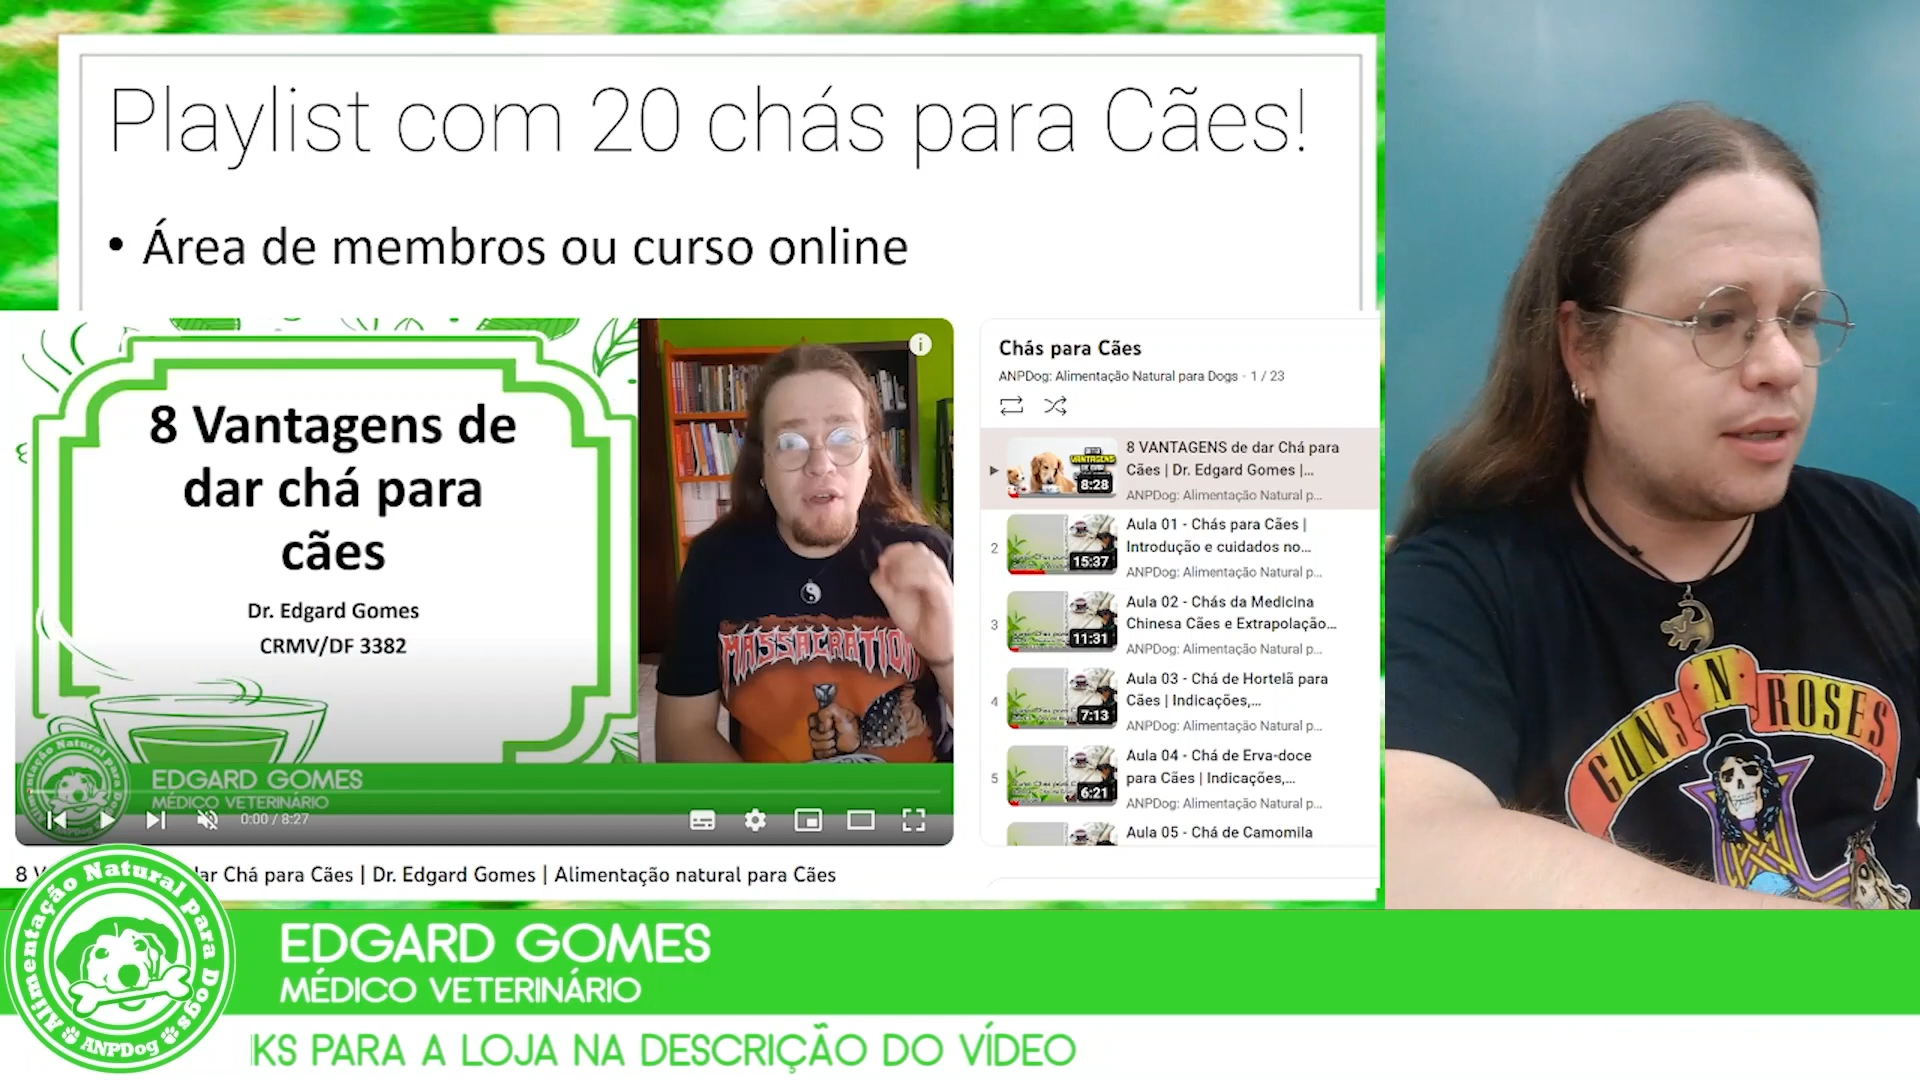 Playlist com 20 chás para Cães!
• Área de membros ou curso online
8 Vantagens de
dar chá para
cães
Dr. Edgard Gomes
CRMV/DF 3382
MASSACRATION
EDGARD GOMES
MÉDICO VETERINÁRIO
0:00 / 8:27
ar Chá para Cães | Dr. Edgard Gomes | Alimentação natural para Cães
Chás para Cães
ANPDog: Alimentação Natural para Dogs - 1 / 23
VANTAGENS
8:28
8 VANTAGENS de dar Chá para
Cães | Dr. Edgard Gomes |...
ANPDog: Alimentação Natural p...
2
15:37
Aula 01 - Chás para Cães |
Introdução e cuidados no...
ANPDog: Alimentação Natural p...
3
11:31
Aula 02 - Chás da Medicina
Chinesa Cães e Extrapolação...
ANPDog: Alimentação Natural p...
4
7:13
Aula 03 - Chá de Hortelã para
Cães | Indicações,...
ANPDog: Alimentação Natural p...
5
6:21
Aula 04 - Chá de Erva-doce
para Cães | Indicações,...
ANPDog: Alimentação Natural p...
Aula 05 - Chá de Camomila
GUNS N' ROSES
Alimentação Natural para Dogs
ANPDog
EDGARD GOMES
MÉDICO VETERINÁRIO
KS PARA A LOJA NA DESCRIÇÃO DO VÍDEO